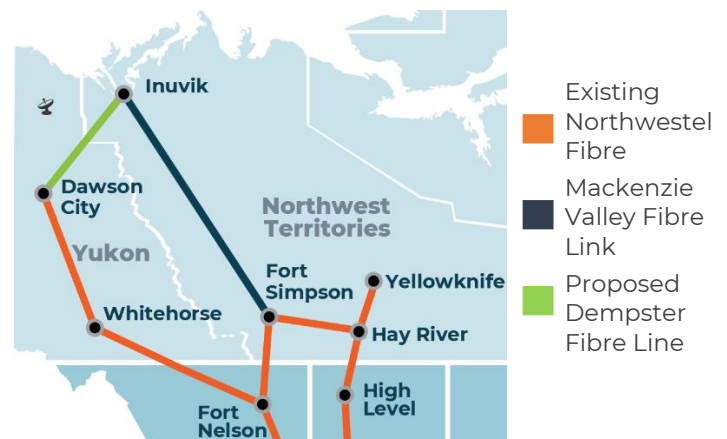 Inuvik
Dawson
City
Yukon
Northwest
Territories
Whitehorse
Fort
Simpson
Yellowknife
Hay River
High
Level
Fort
Nelson
Existing
Northwestel
Fibre
Mackenzie
Valley Fibre
Link
Proposed
Dempster
Fibre Line